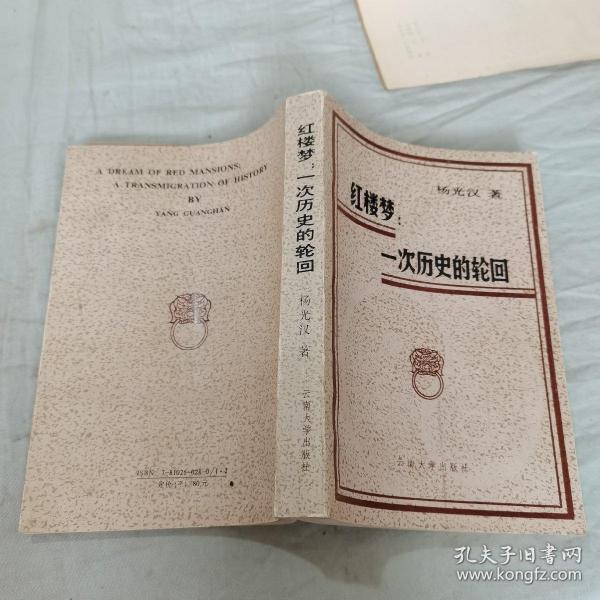 A DREAM OF RED MANSIONS:
A TRANSMIGRATION OF HISTORY
BY
YANG GUANGHAN
红楼梦：一次历史的轮回
杨光汉 著
云南大学出版社
杨光汉 著
红楼梦：
一次历史的轮回
云南大学出版社
孔夫子旧书网
www.kongfz.com